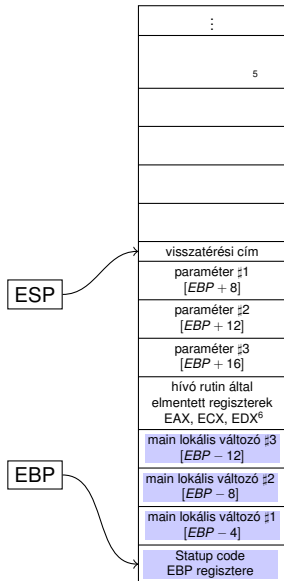 ⋮
5
visszatérési cím
paraméter ♯1
[EBP + 8]
ESP
paraméter ♯2
[EBP + 12]
paraméter ♯3
[EBP + 16]
hívó rutin által
elmentett regiszterek
EAX, ECX, EDX⁶
main lokális változó ♯3
[EBP − 12]
EBP
main lokális változó ♯2
[EBP − 8]
main lokális változó ♯1
[EBP − 4]
Statup code
EBP regisztere